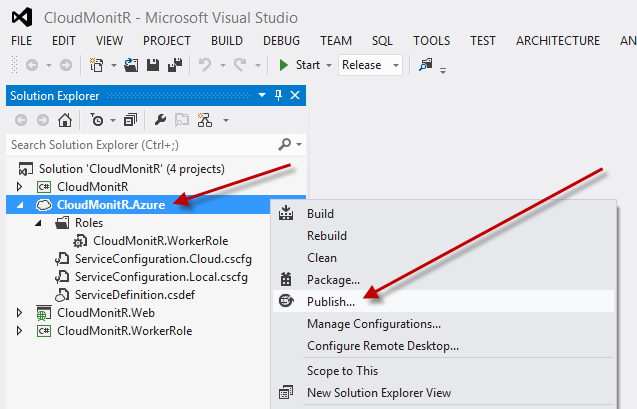 CloudMonitR - Microsoft Visual Studio
FILE EDIT VIEW PROJECT BUILD DEBUG TEAM SQL TOOLS TEST ARCHITECTURE AN
Start Release
Solution Explorer
Search Solution Explorer (Ctrl+;)
Solution 'CloudMonitR' (4 projects)
C# CloudMonitR
CloudMonitR.Azure
Roles
CloudMonitR.WorkerRole
ServiceConfiguration.Cloud.cscfg
ServiceConfiguration.Local.cscfg
ServiceDefinition.csdef
CloudMonitR.Web
C# CloudMonitR.WorkerRole
Build
Rebuild
Clean
Package...
Publish...
Manage Configurations...
Configure Remote Desktop...
Scope to This
New Solution Explorer View